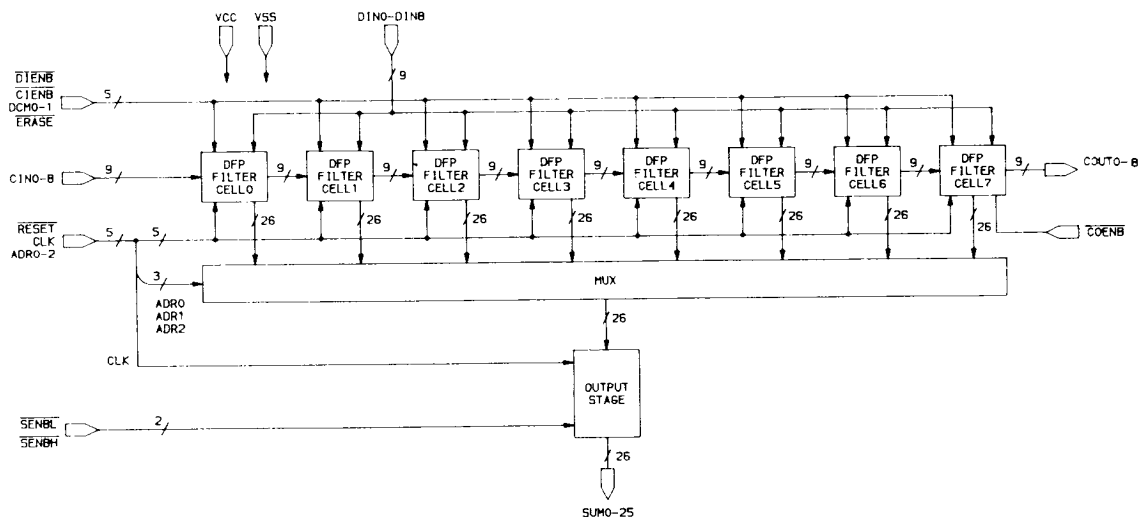 VCC VSS DIN0-DIN8
9
DIENB
CIENB 5
DCM0-1
ERASE
DFP FILTER CELL0
DFP FILTER CELL1
DFP FILTER CELL2
DFP FILTER CELL3
DFP FILTER CELL4
DFP FILTER CELL5
DFP FILTER CELL6
DFP FILTER CELL7
CIN0-8 9 9 9 9 9 9 9 9 9 COUT0-8
26 26 26 26 26 26 26 26
RESET
CLK 5 5
ADR0-2
COENB
3
MUX
ADR0
ADR1
ADR2
26
CLK
OUTPUT
STAGE
SENBL 2
SENBH
26
SUM0-25